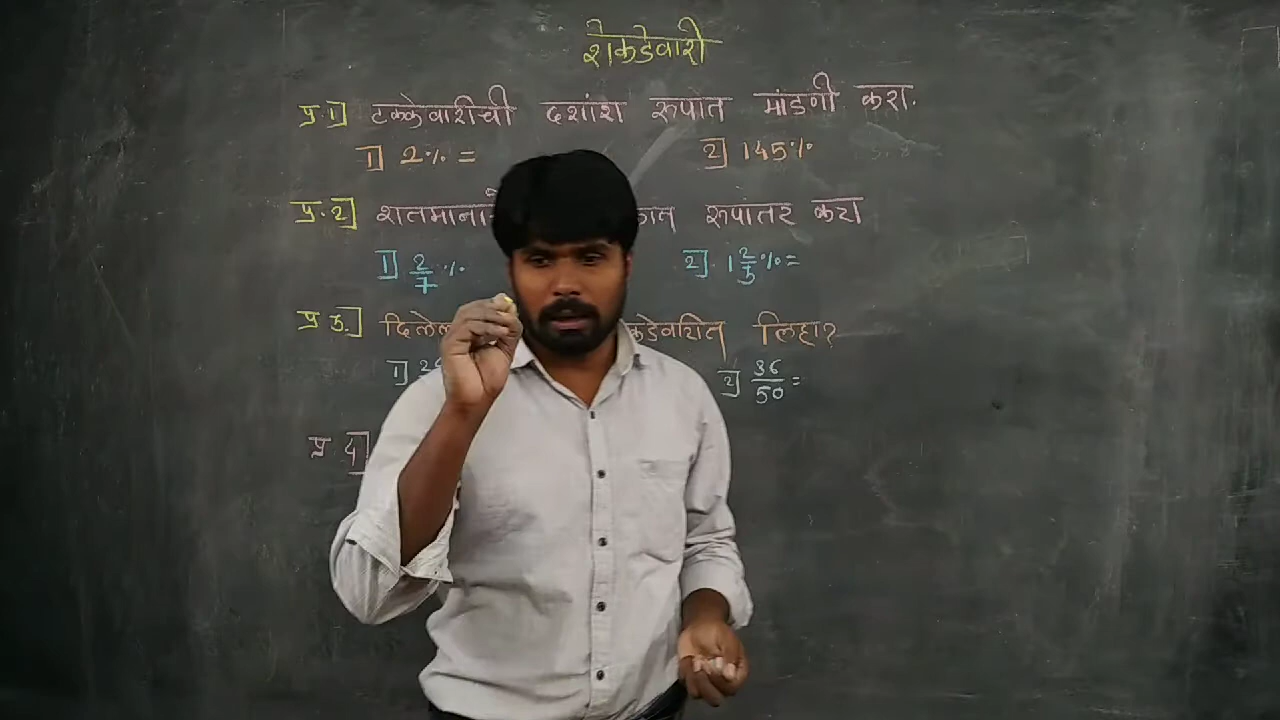 शेकडेवारी
प्र.1] टक्केवारीची दशांश रुपात मांडणी करा.
1] 2% = 2] 145%
प्र.2] रुपांतर करा
1] 2/7 % 2]. 1 2/5 % =
प्र 3.] लिहा?
1] 2] 36/50 =
प्र 4]